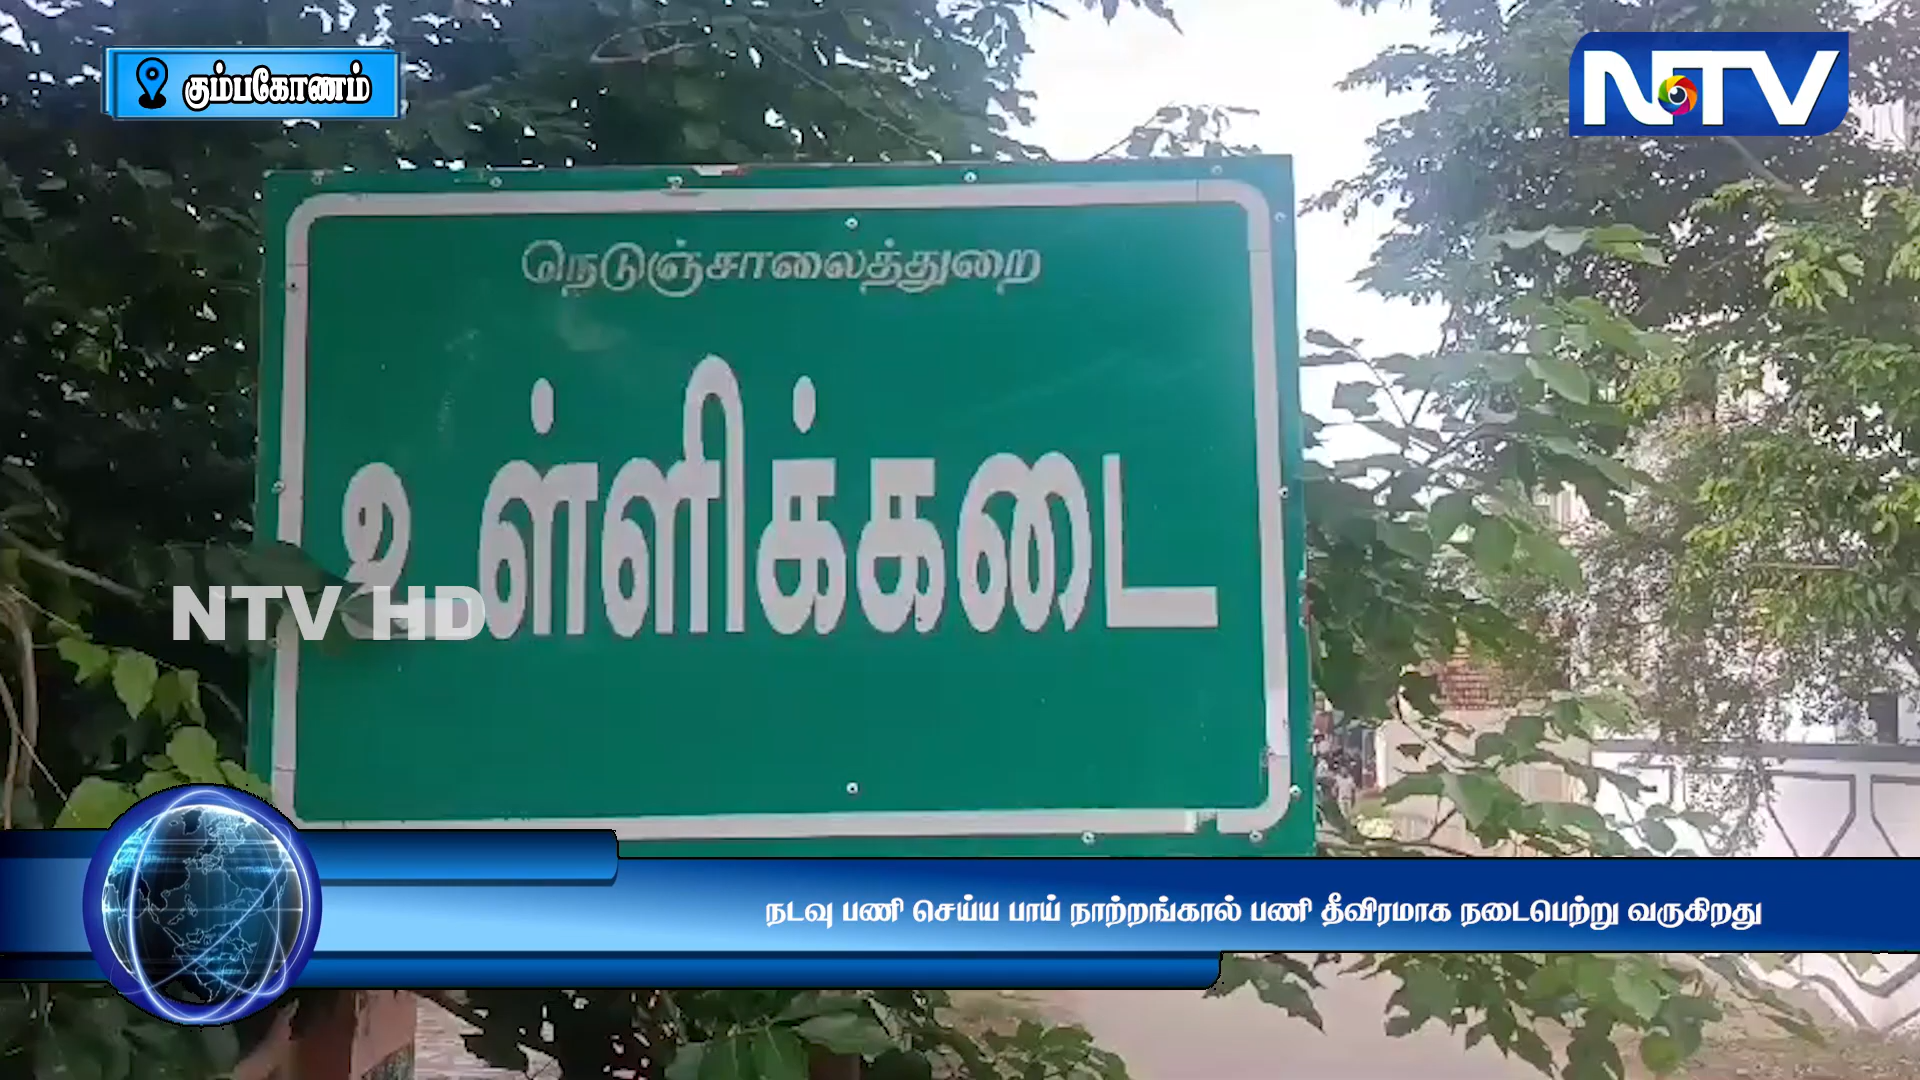 கும்பகோணம்
NTV
நெடுஞ்சாலைத்துறை
உள்ளிக்கடை
NTV HD
நடவு பணி செய்ய பாய் நாற்றங்கால் பணி தீவிரமாக நடைபெற்று வருகிறது